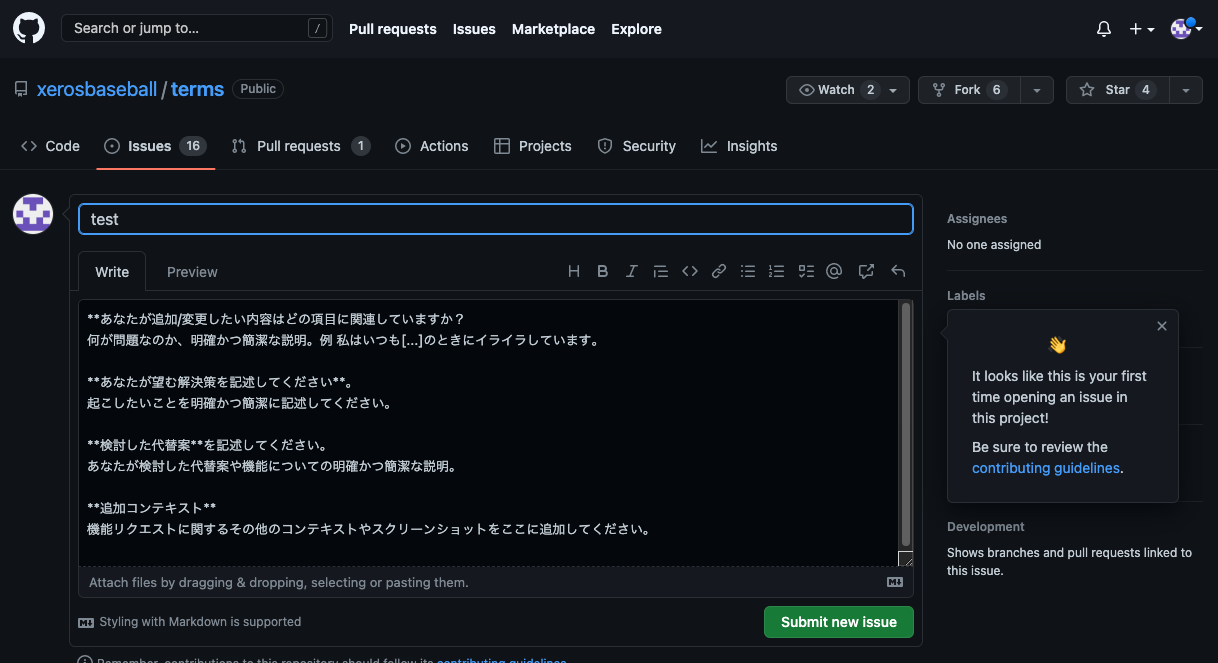 Search or jump to... /
Pull requests Issues Marketplace Explore
xerosbaseball / terms Public
Watch 2 Fork 6 Star 4
Code Issues 16 Pull requests 1 Actions Projects Security Insights
test
Write Preview
**あなたが追加/変更したい内容はどの項目に関連していますか?
何が問題なのか、明確かつ簡潔な説明。例 私はいつも[...]のときにイライラしています。
**あなたが望む解決策を記述してください**。
起こしたいことを明確かつ簡潔に記述してください。
**検討した代替案**を記述してください。
あなたが検討した代替案や機能についての明確かつ簡潔な説明。
**追加コンテキスト**
機能リクエストに関するその他のコンテキストやスクリーンショットをここに追加してください。
Attach files by dragging & dropping, selecting or pasting them.
Styling with Markdown is supported
Submit new issue
Remember, contributions to this repository should follow its contributing guidelines.
Assignees
No one assigned
Labels
It looks like this is your first
time opening an issue in
this project!
Be sure to review the
contributing guidelines.
Development
Shows branches and pull requests linked to
this issue.